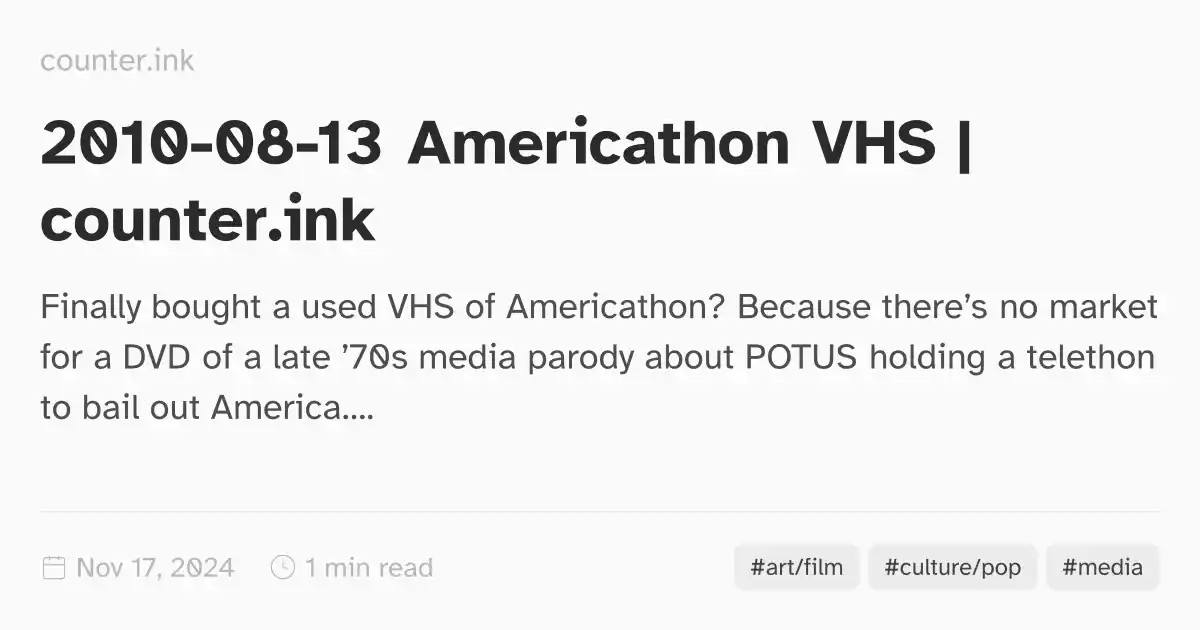 counter.ink
2010-08-13 Americathon VHS |
counter.ink
Finally bought a used VHS of Americathon? Because there’s no market
for a DVD of a late ’70s media parody about POTUS holding a telethon
to bail out America....
Nov 17, 2024 1 min read #art/film #culture/pop #media